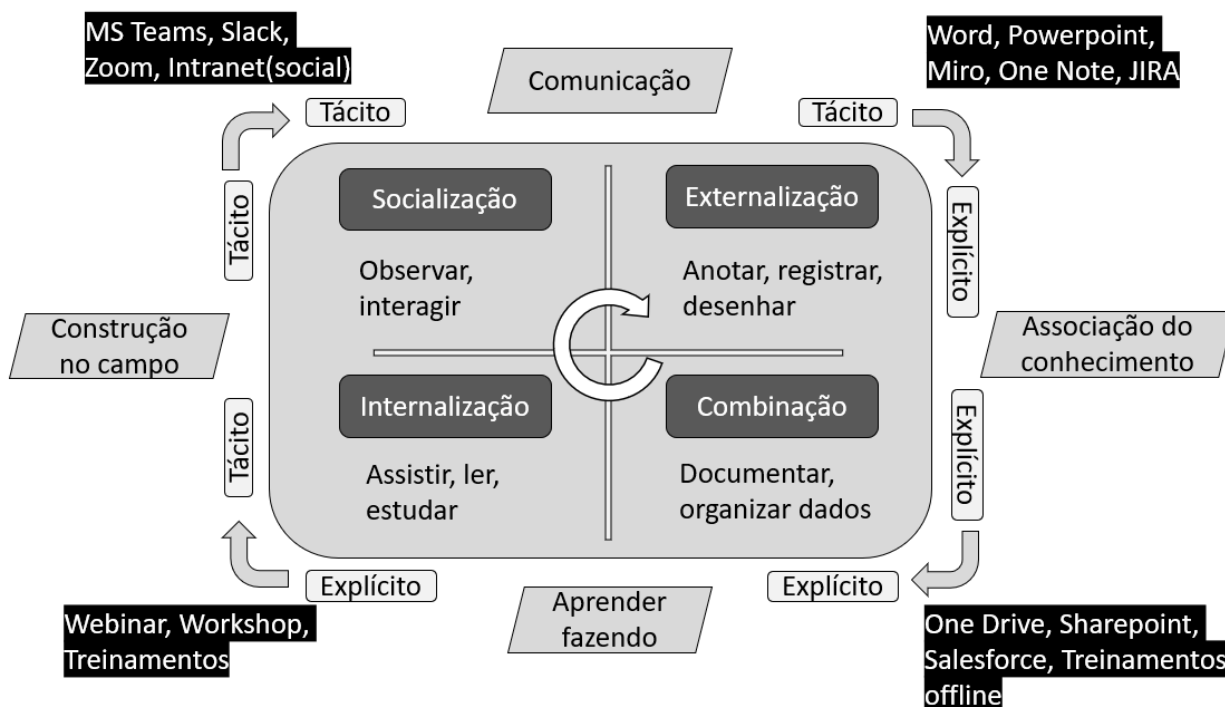 MS Teams, Slack,
Zoom, Intranet(social)
Word, Powerpoint,
Miro, One Note, JIRA
Comunicação
Tácito
Tácito
Tácito
Explícito
Socialização
Externalização
Observar,
interagir
Anotar, registrar,
desenhar
Construção
no campo
Associação do
conhecimento
Internalização
Combinação
Tácito
Explícito
Assistir, ler,
estudar
Documentar,
organizar dados
Explícito
Explícito
Aprender
fazendo
Webinar, Workshop,
Treinamentos
One Drive, Sharepoint,
Salesforce, Treinamentos
offline